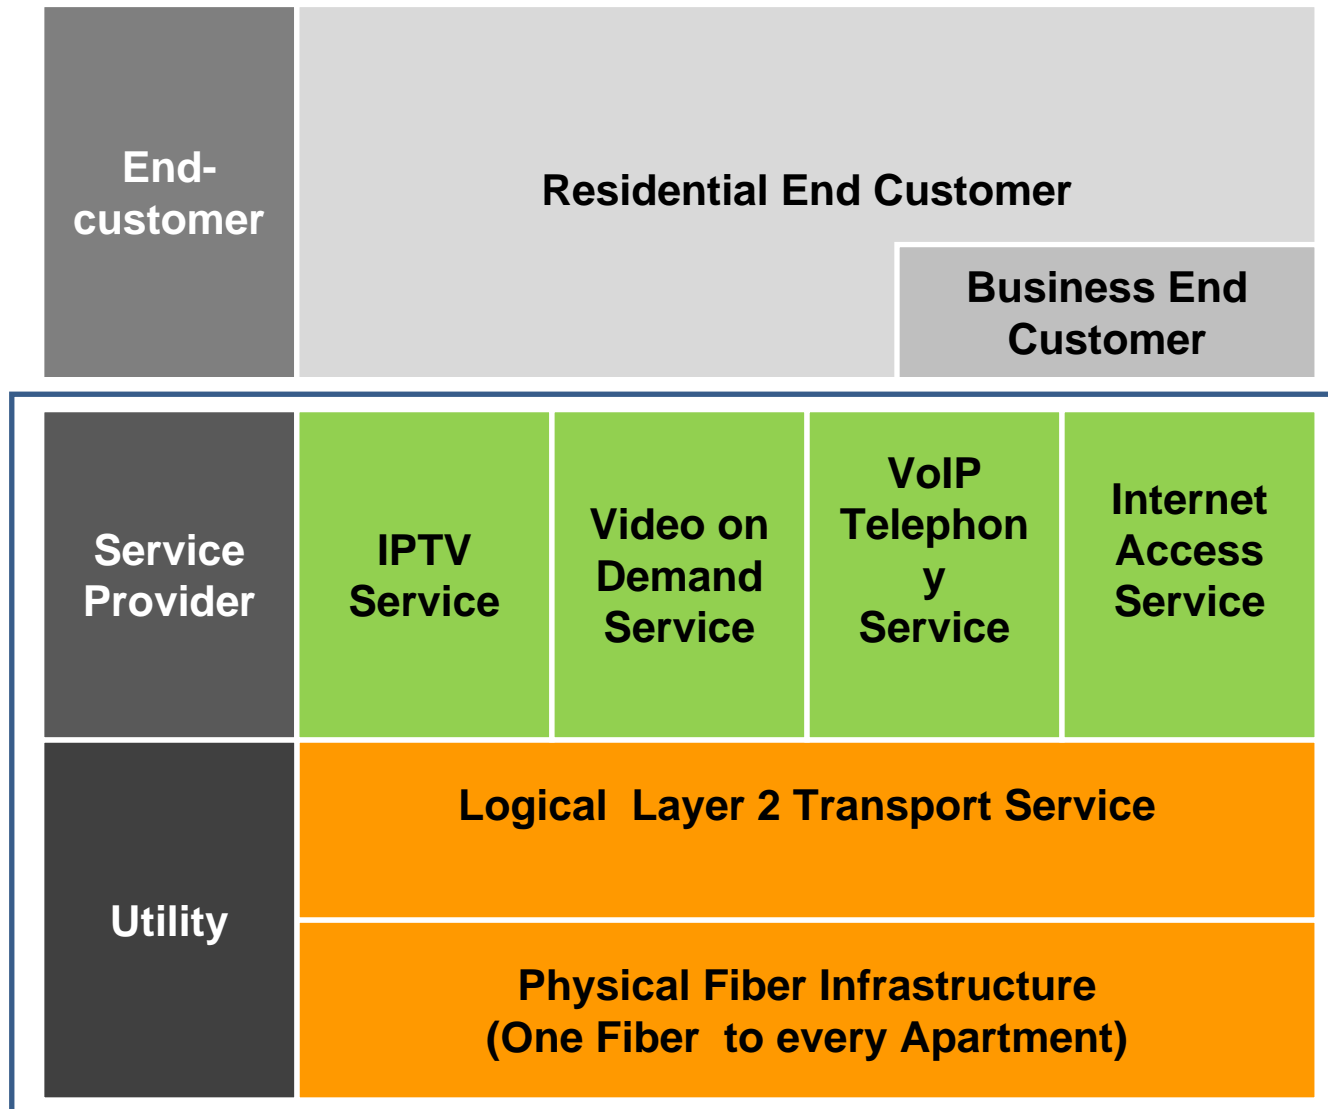 End-
customer
Residential End Customer
Business End
Customer
Service
Provider
IPTV
Service
Video on
Demand
Service
VoIP
Telephon
y
Service
Internet
Access
Service
Utility
Logical  Layer 2 Transport Service
Physical Fiber Infrastructure
(One Fiber  to every Apartment)